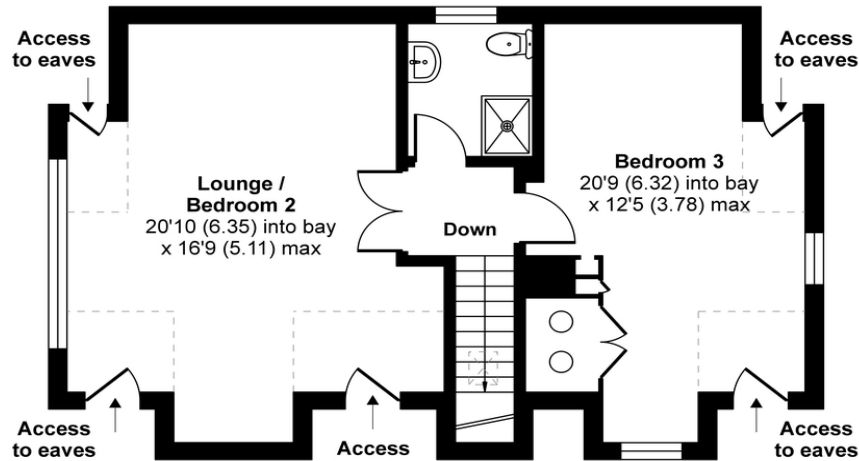 Access
to eaves
Access
to eaves
Lounge /
Bedroom 2
20'10 (6.35) into bay
x 16'9 (5.11) max
Bedroom 3
20'9 (6.32) into bay
x 12'5 (3.78) max
Down
Access
to eaves
Access
Access
to eaves